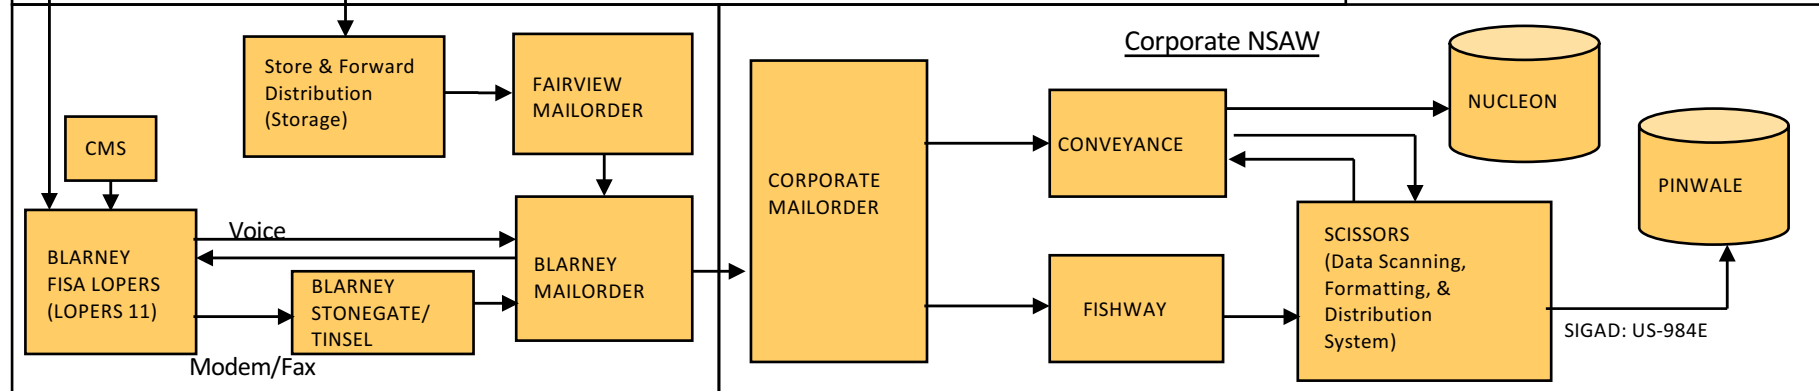 Store & Forward
Distribution
(Storage)
FAIRVIEW
MAILORDER
CMS
BLARNEY
FISA LOPERS
(LOPERS 11)
Voice
BLARNEY
STONEGATE/
TINSEL
Modem/Fax
BLARNEY
MAILORDER
Corporate NSAW
CORPORATE
MAILORDER
CONVEYANCE
NUCLEON
FISHWAY
SCISSORS
(Data Scanning,
Formatting, &
Distribution
System)
PINWALE
SIGAD: US-984E